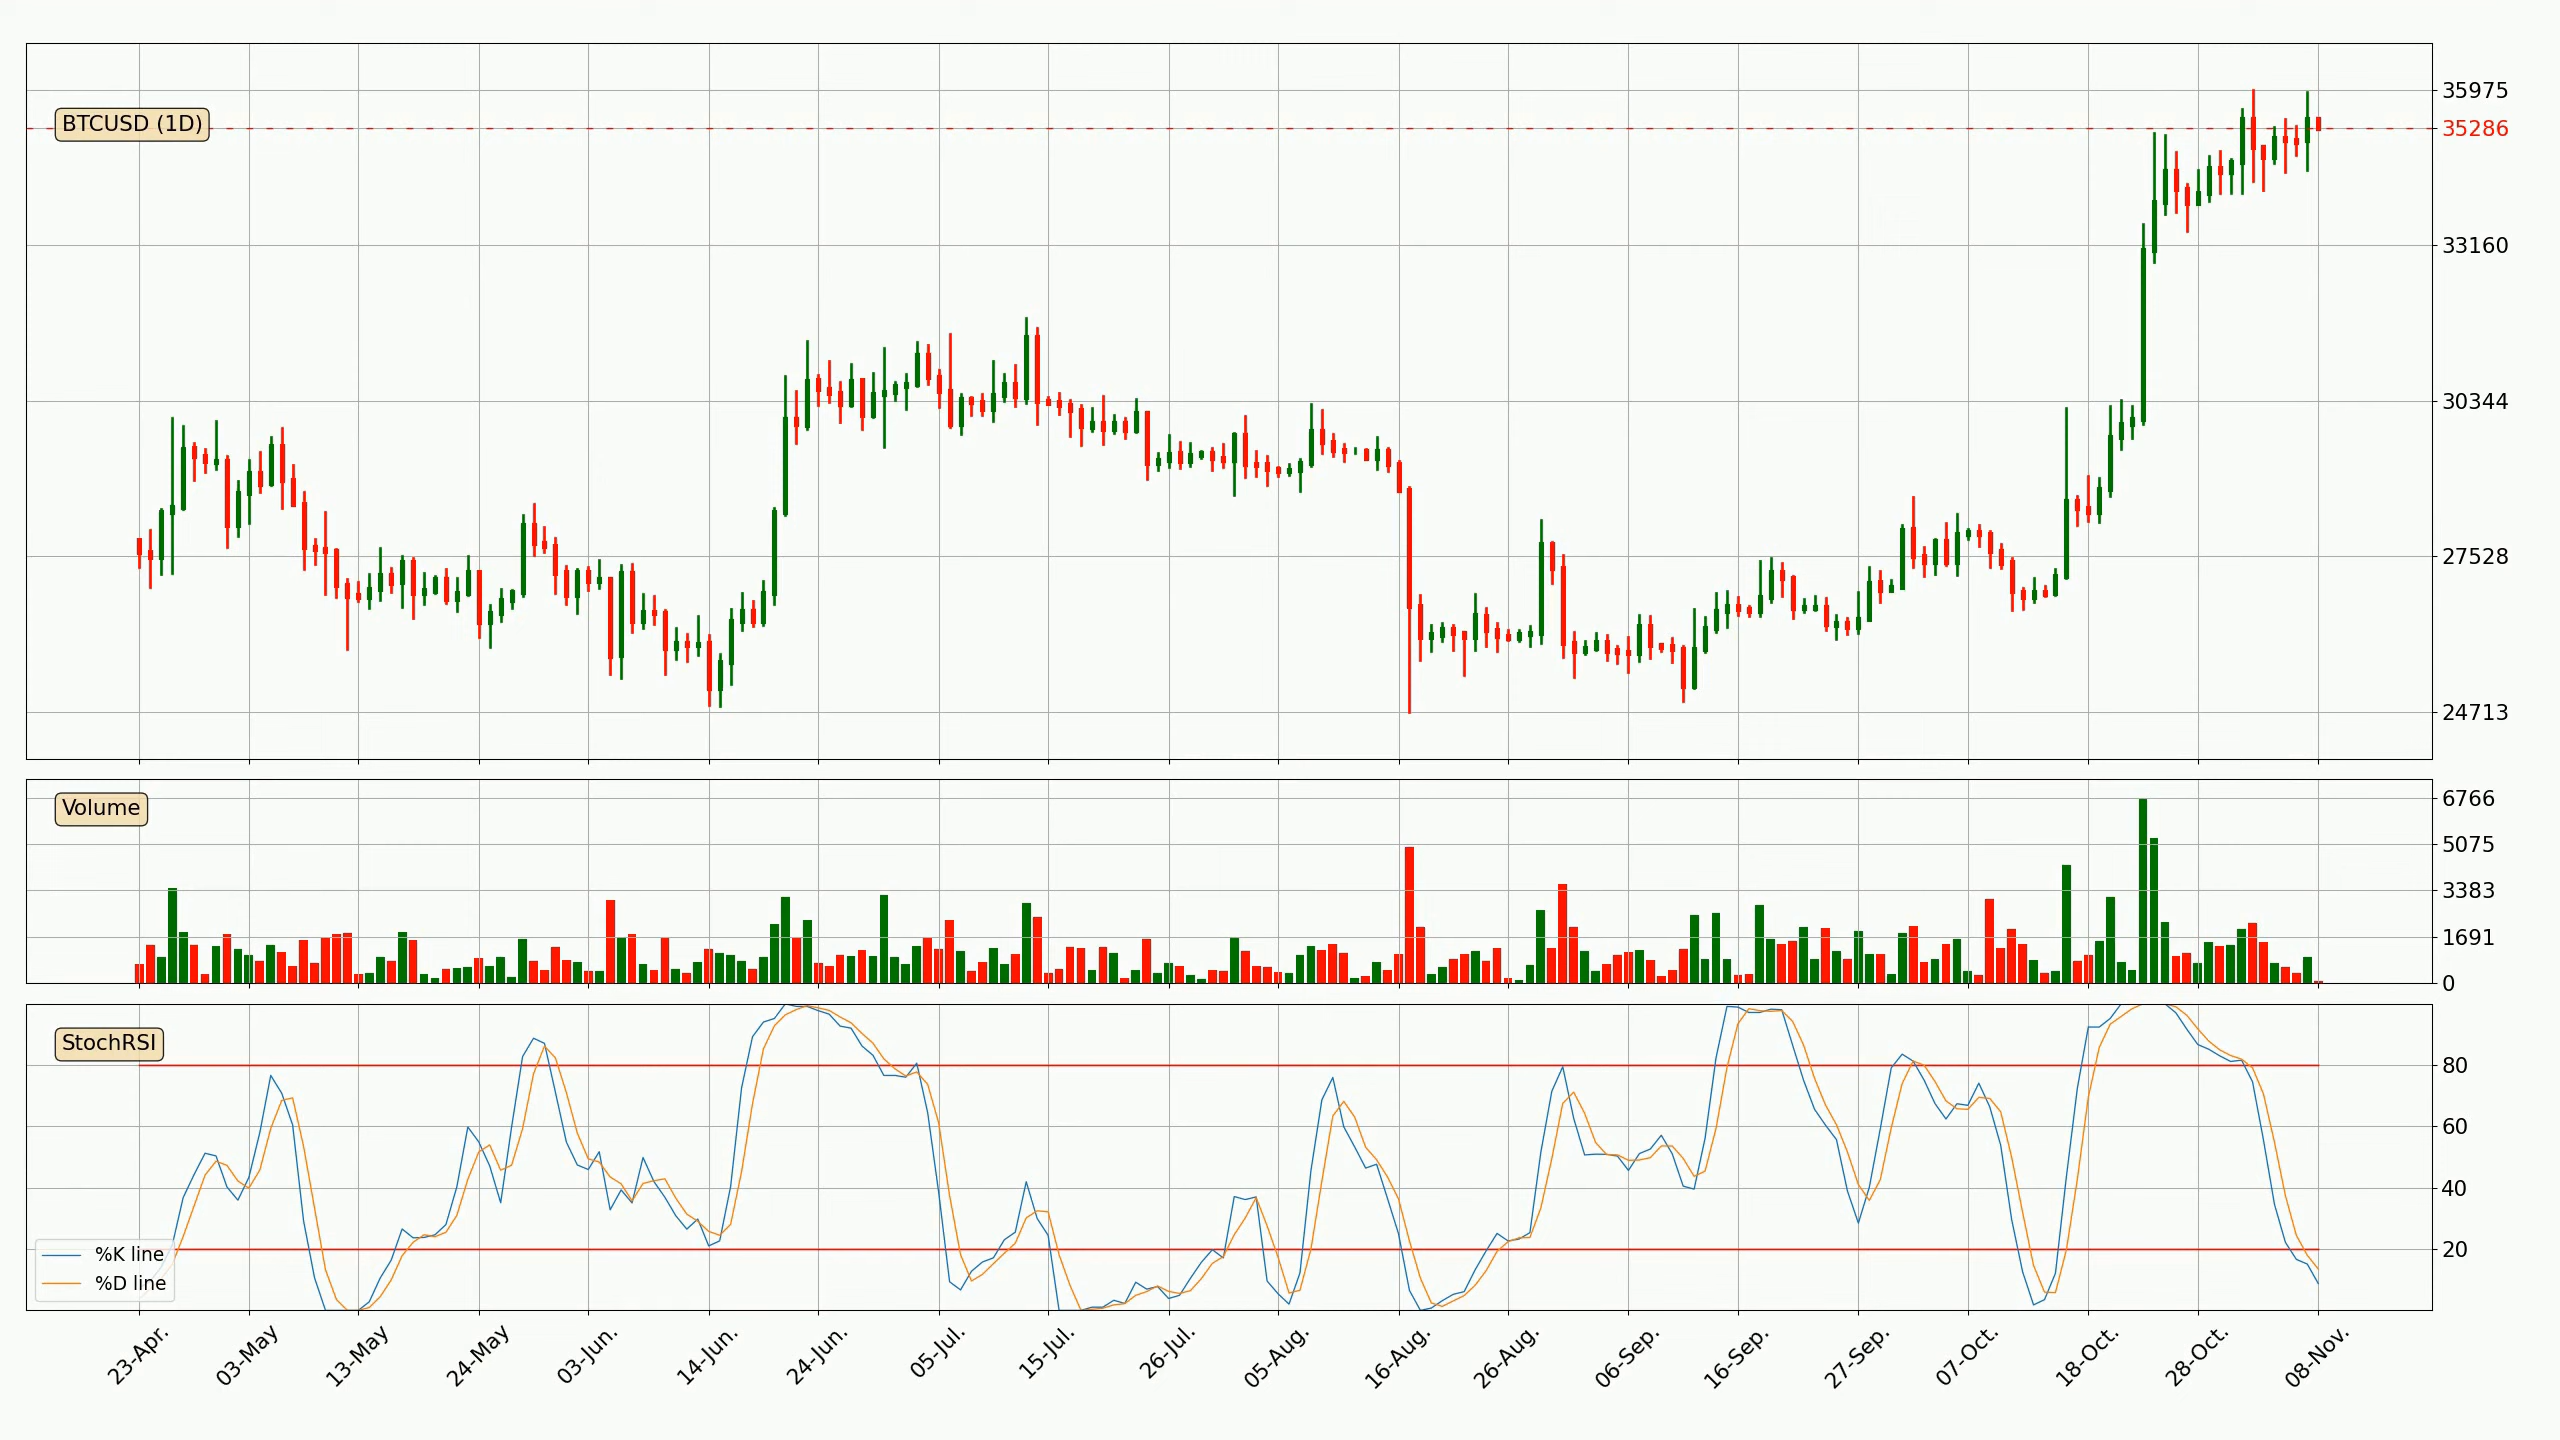 BTCUSD (1D)
35975
35286
33160
30344
27528
24713
Volume
6766
5075
3383
1691
0
StochRSI
80
60
40
20
%K line
%D line
23-Apr.
03-May
13-May
24-May
03-Jun.
14-Jun.
24-Jun.
05-Jul.
15-Jul.
26-Jul.
05-Aug.
16-Aug.
26-Aug.
06-Sep.
16-Sep.
27-Sep.
07-Oct.
18-Oct.
28-Oct.
08-Nov.